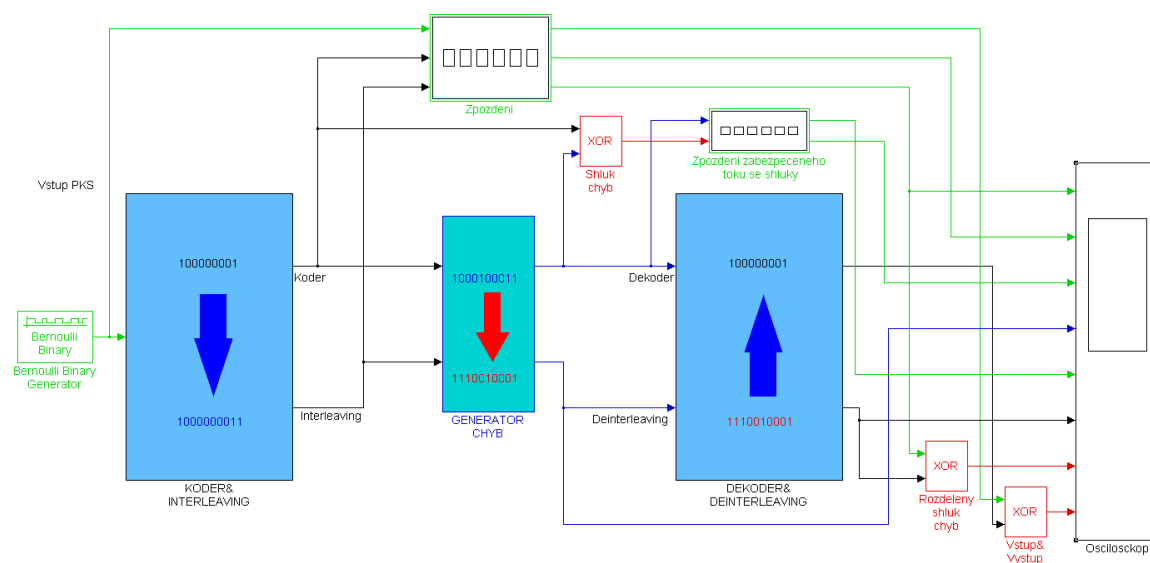 Zpozdeni
XOR
Shluk
chyb
Zpozdeni zabezpeceneho
toku se shluky
Vstup PKS
100000001
Koder
1000100011
Dekoder
100000001
Bernoulli
Binary
Bernoulli Binary
Generator
1110010001
Interleaving
1000000011
GENERATOR
CHYB
Deinterleaving
1110010001
XOR
KODER&
INTERLEAVING
DEKODER&
DEINTERLEAVING
Rozdeleny
shluk
chyb
XOR
Vstup&
Vystup
Oscilosckop